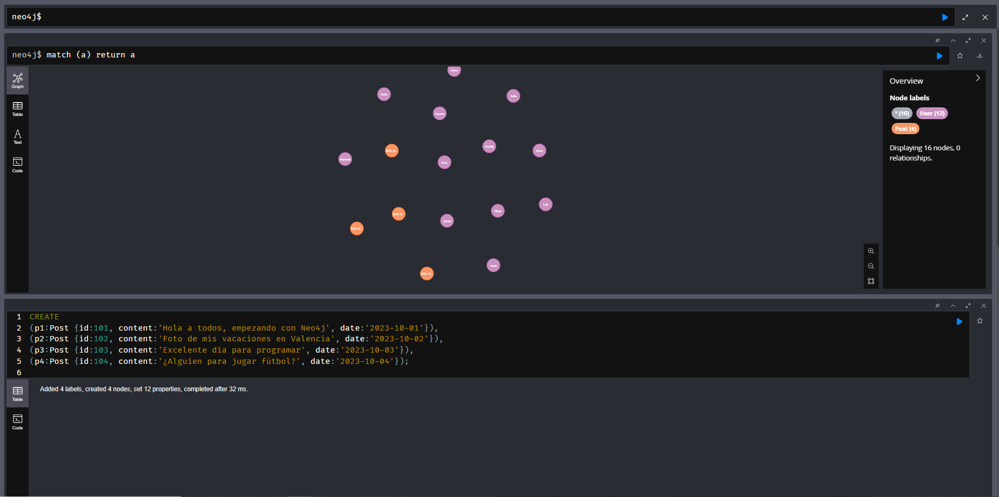 neo4j$
neo4j$ match (a) return a
Graph
Table
Text
Code
Elena
Pablo
Sofia
Carmen
Claudia
Pedro
2023-10...
Alejandro
Luis
Diego
2023-10...
Daniel
2023-10...
Javier
2023-10...
Overview
Node labels
* (16) User (12)
Post (4)
Displaying 16 nodes, 0
relationships.
1 CREATE
2 (p1:Post {id:101, content:'Hola a todos, empezando con Neo4j', date:'2023-10-01'}),
3 (p2:Post {id:102, content:'Foto de mis vacaciones en Valencia', date:'2023-10-02'}),
4 (p3:Post {id:103, content:'Excelente día para programar', date:'2023-10-03'}),
5 (p4:Post {id:104, content:'¿Alguien para jugar fútbol?', date:'2023-10-04'});
6
Table
Added 4 labels, created 4 nodes, set 12 properties, completed after 32 ms.
Code